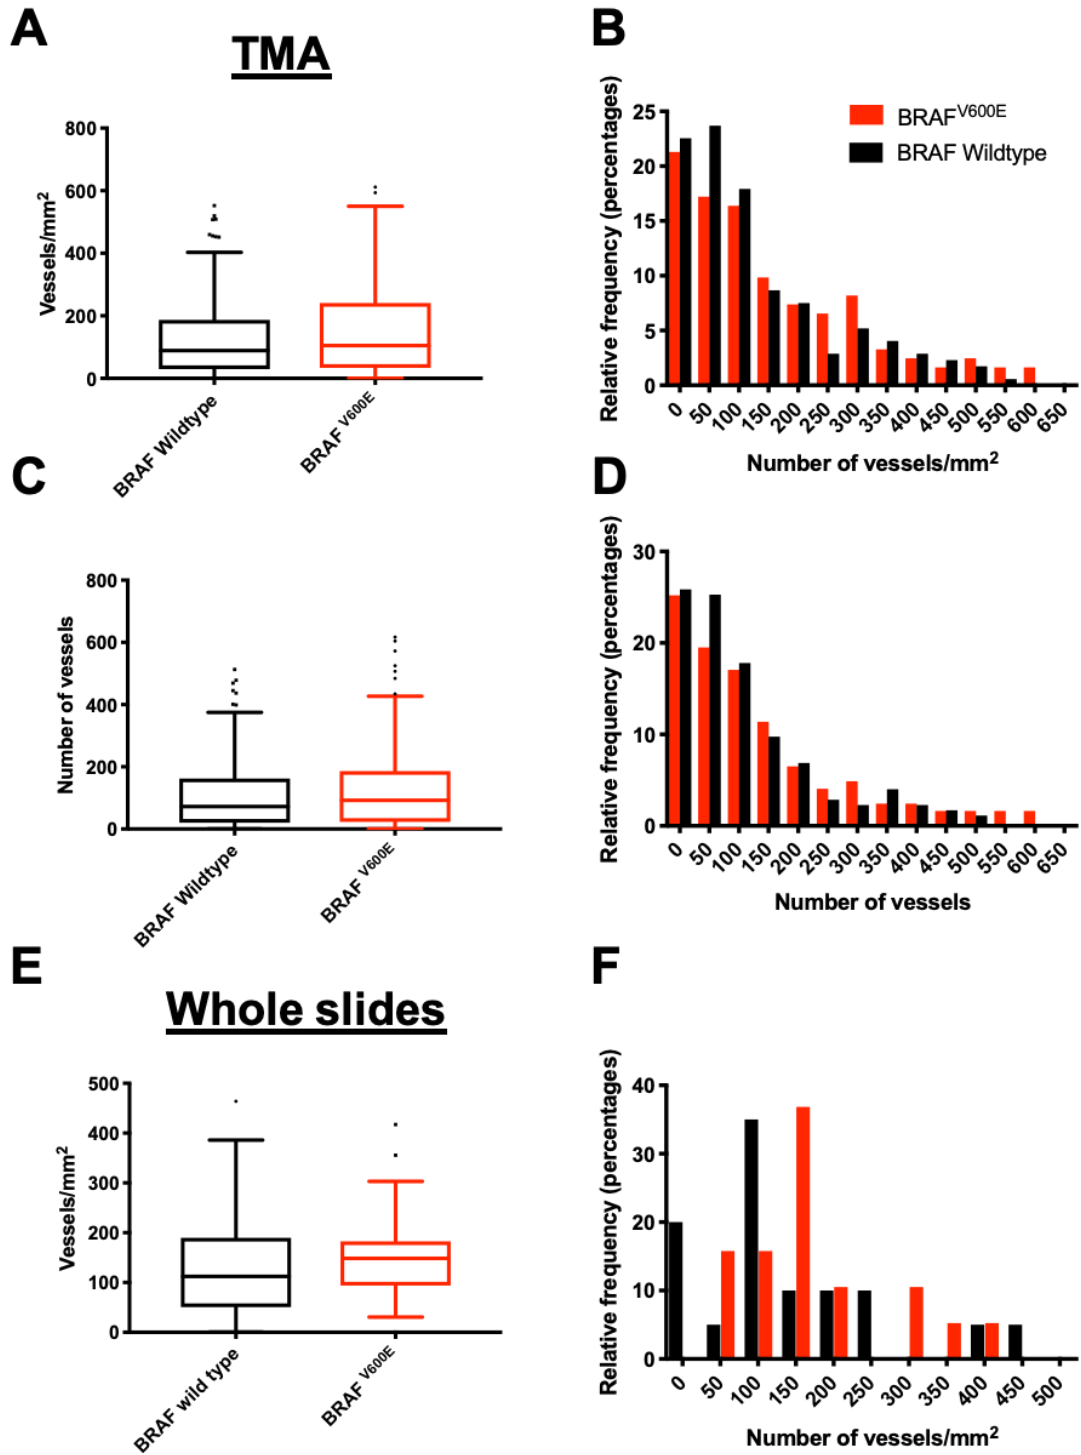 A
TMA
Vessels/mm²
800
600
400
200
0
BRAF Wildtype
BRAF V600E
B
Relative frequency (percentages)
25
20
15
10
5
0
BRAFV600E
BRAF Wildtype
0 50 100 150 200 250 300 350 400 450 500 550 600 650
Number of vessels/mm²
C
Number of vessels
800
600
400
200
0
BRAF Wildtype
BRAF V600E
D
Relative frequency (percentages)
30
20
10
0
0 50 100 150 200 250 300 350 400 450 500 550 600 650
Number of vessels
E
Whole slides
Vessels/mm²
500
400
300
200
100
0
BRAF wild type
BRAF V600E
F
Relative frequency (percentages)
40
30
20
10
0
0 50 100 150 200 250 300 350 400 450 500
Number of vessels/mm²